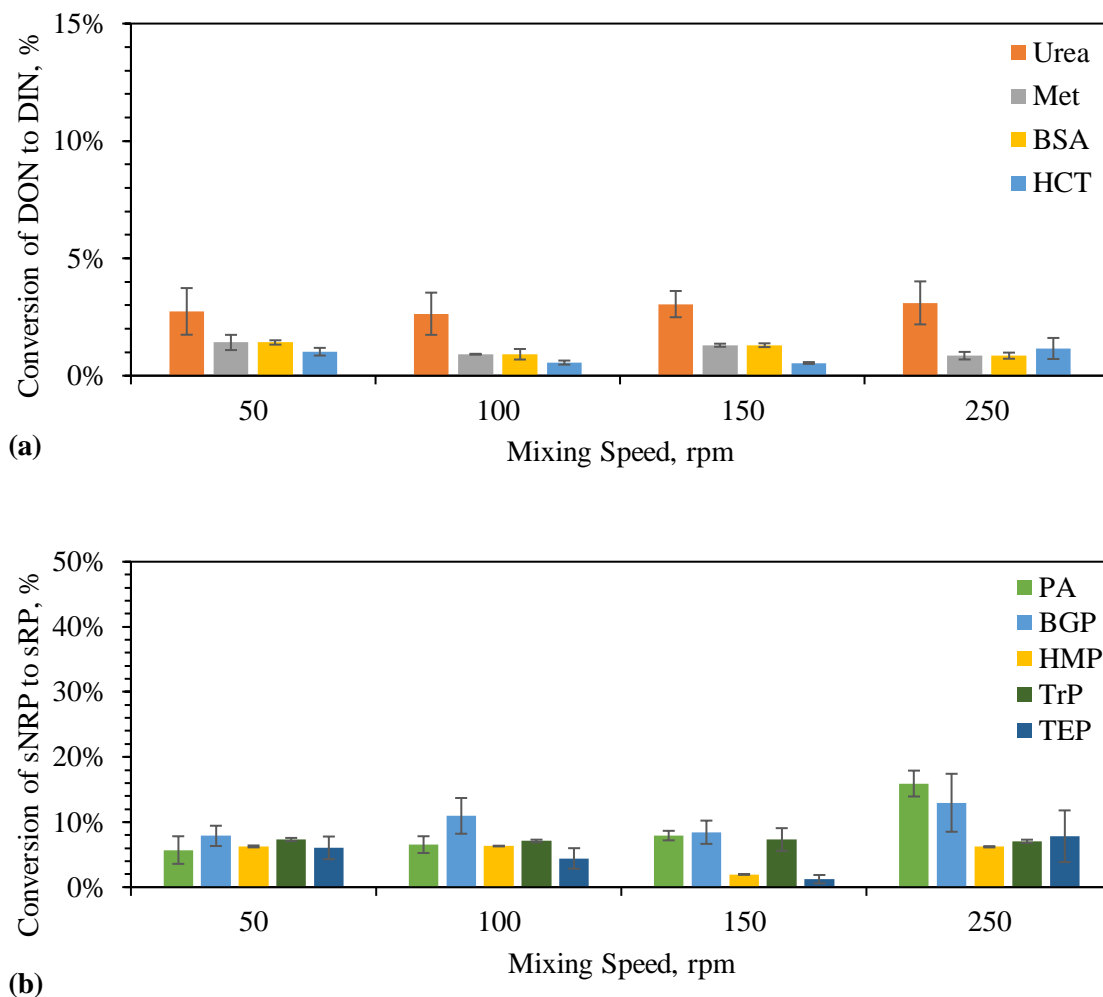 15%
10%
5%
0%
Conversion of DON to DIN, %
Urea
Met
BSA
HCT
50 100 150 250
Mixing Speed, rpm
(a)
50%
40%
30%
20%
10%
0%
Conversion of sNRP to sRP, %
PA
BGP
HMP
TrP
TEP
50 100 150 250
Mixing Speed, rpm
(b)